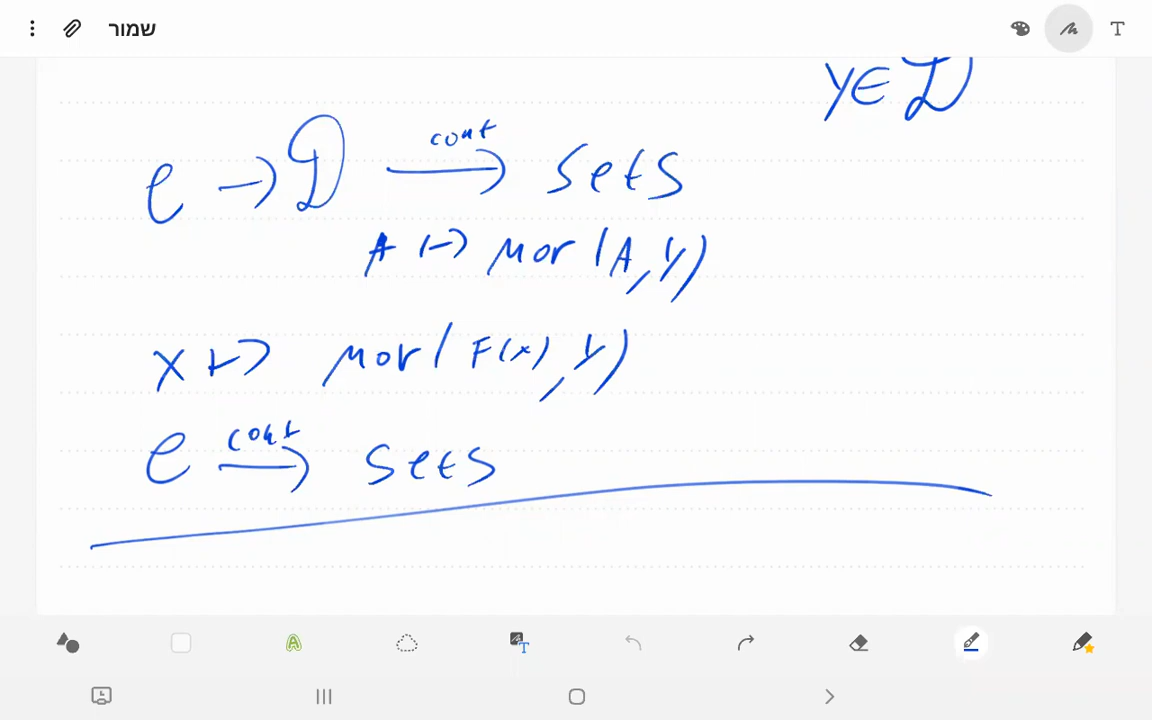 שמור
Y∈D
C → D cont→ sets
A ↦ Mor(A,Y)
X ↦ Mor(F(x),Y)
C cont→ sets